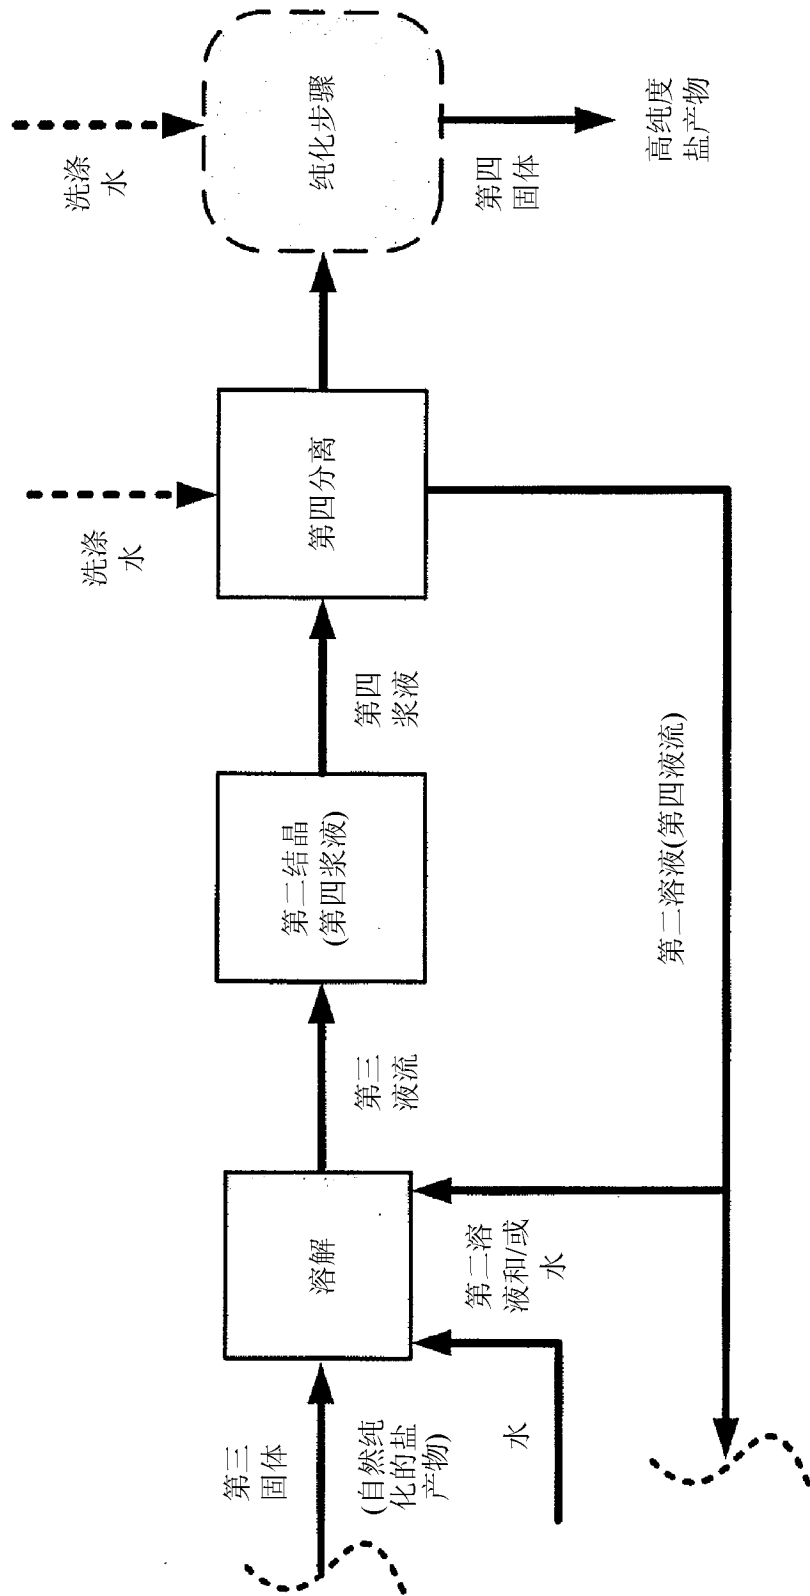 第三
固体
(自然纯
化的盐
产物)
水
溶解
第二溶
液和/或
水
第三
液流
第二结晶
(第四浆液)
第四
浆液
第二溶液(第四液流)
洗涤
水
第四分离
洗涤
水
纯化步骤
第四
固体
高纯度
盐产物